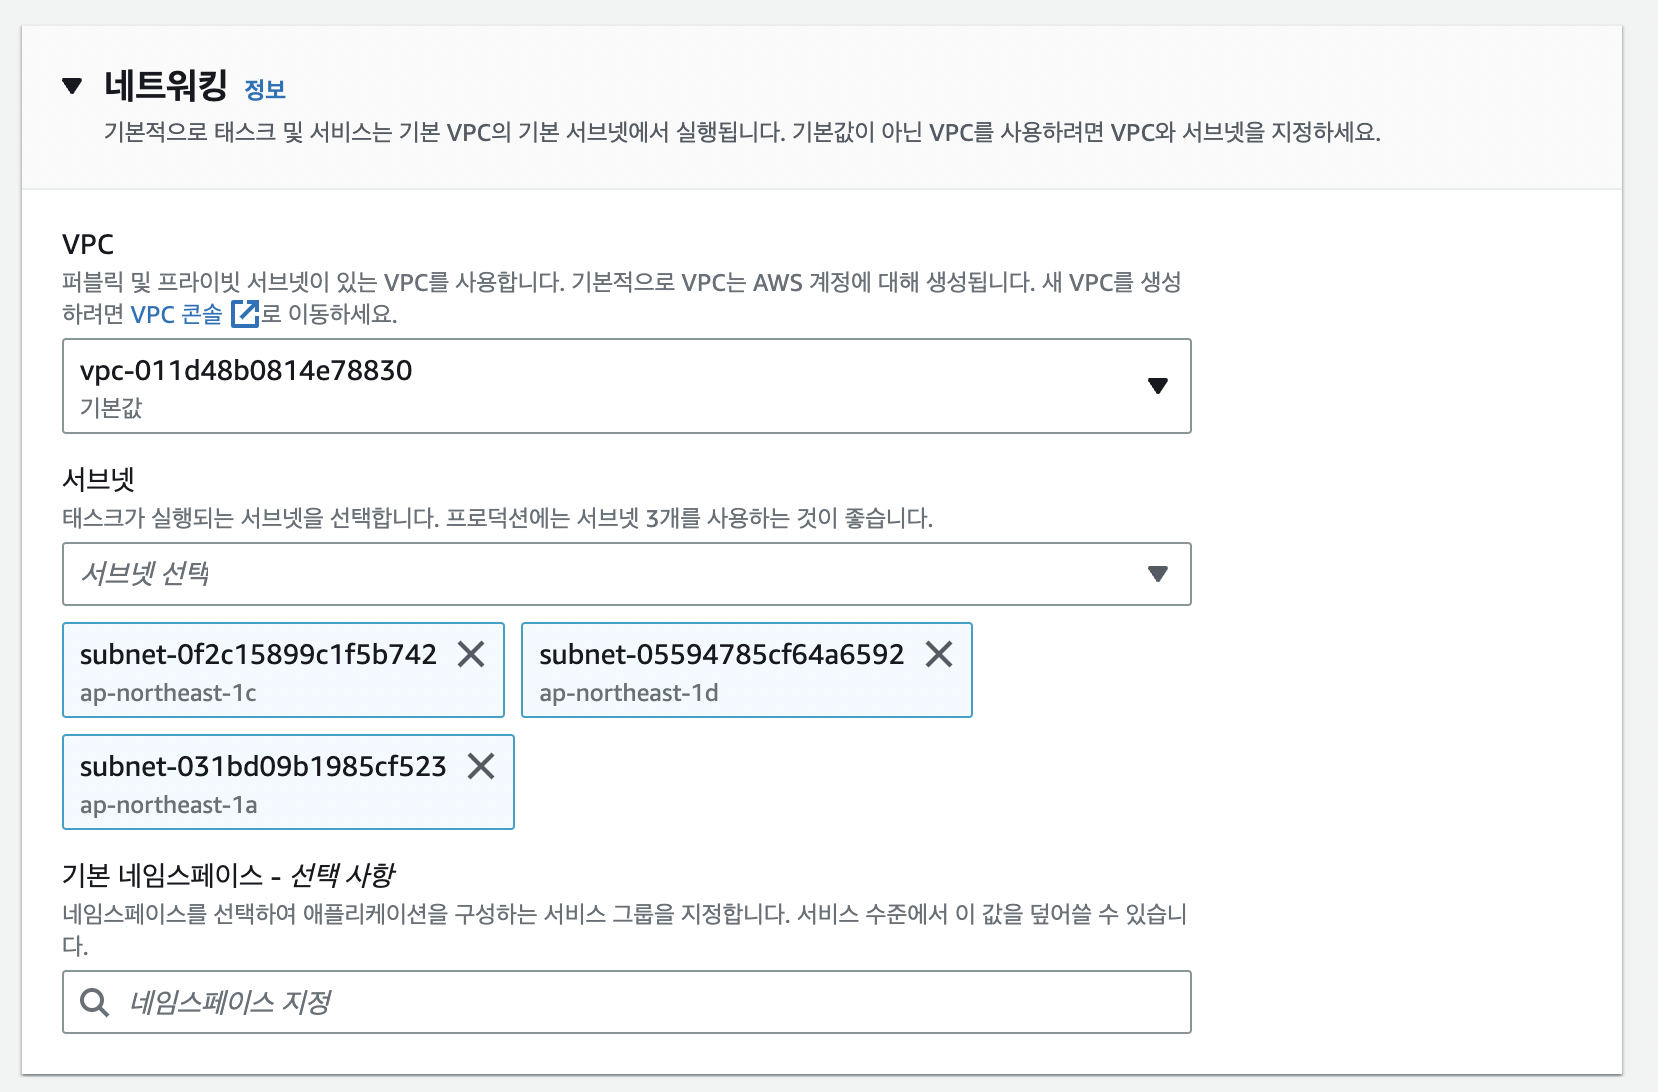 네트워킹 정보
기본적으로 태스크 및 서비스는 기본 VPC의 기본 서브넷에서 실행됩니다. 기본값이 아닌 VPC를 사용하려면 VPC와 서브넷을 지정하세요.
VPC
퍼블릭 및 프라이빗 서브넷이 있는 VPC를 사용합니다. 기본적으로 VPC는 AWS 계정에 대해 생성됩니다. 새 VPC를 생성
하려면 VPC 콘솔 로 이동하세요.
vpc-011d48b0814e78830
기본값
서브넷
태스크가 실행되는 서브넷을 선택합니다. 프로덕션에는 서브넷 3개를 사용하는 것이 좋습니다.
서브넷 선택
subnet-0f2c15899c1f5b742
ap-northeast-1c
subnet-05594785cf64a6592
ap-northeast-1d
subnet-031bd09b1985cf523
ap-northeast-1a
기본 네임스페이스 - 선택 사항
네임스페이스를 선택하여 애플리케이션을 구성하는 서비스 그룹을 지정합니다. 서비스 수준에서 이 값을 덮어쓸 수 있습니
다.
네임스페이스 지정